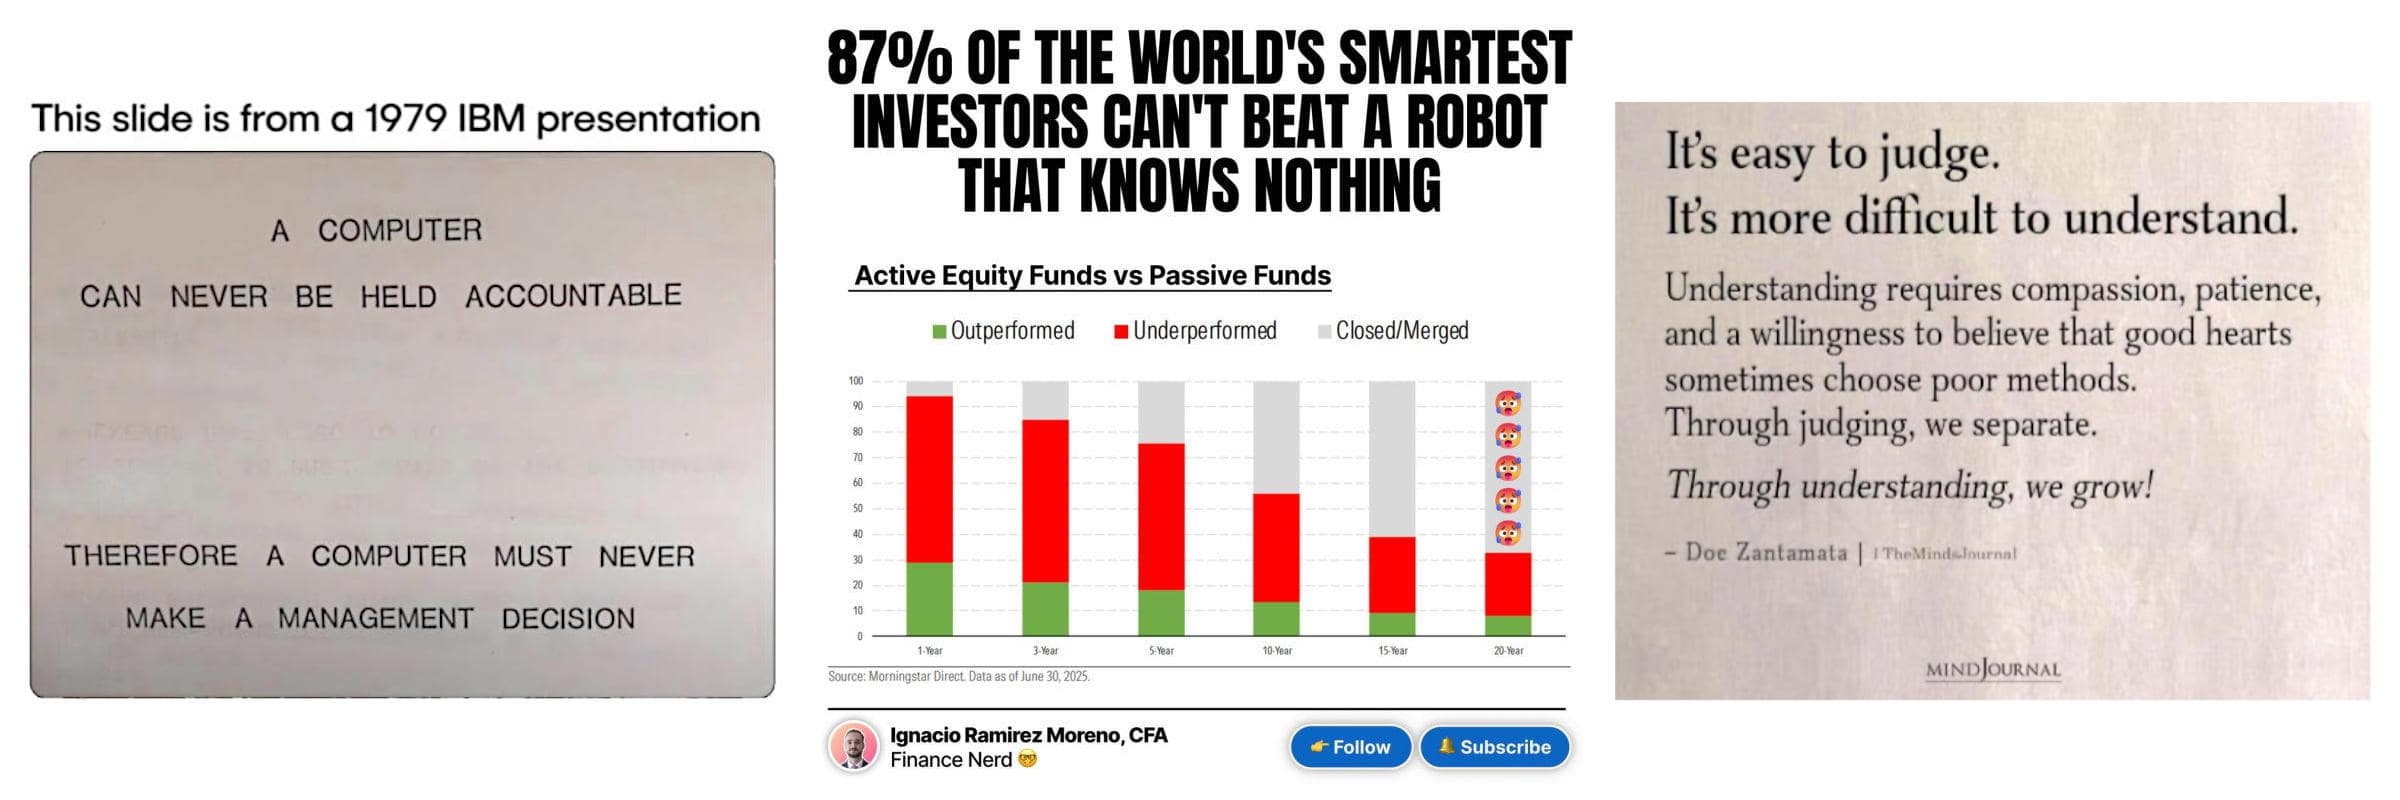 This slide is from a 1979 IBM presentation
A COMPUTER
CAN NEVER BE HELD ACCOUNTABLE
THEREFORE A COMPUTER MUST NEVER
MAKE A MANAGEMENT DECISION
87% OF THE WORLD'S SMARTEST
INVESTORS CAN'T BEAT A ROBOT
THAT KNOWS NOTHING
Active Equity Funds vs Passive Funds
Outperformed Underperformed Closed/Merged
100
90
80
70
60
50
40
30
20
10
0
1-Year 3-Year 5-Year 10-Year 15-Year 20-Year
Source: Morningstar Direct. Data as of June 30, 2025.
Ignacio Ramirez Moreno, CFA
Finance Nerd 🤓
👉 Follow 🔔 Subscribe
It's easy to judge.
It's more difficult to understand.
Understanding requires compassion, patience,
and a willingness to believe that good hearts
sometimes choose poor methods.
Through judging, we separate.
Through understanding, we grow!
– Doe Zantamata | TheMindsJournal
MINDJOURNAL